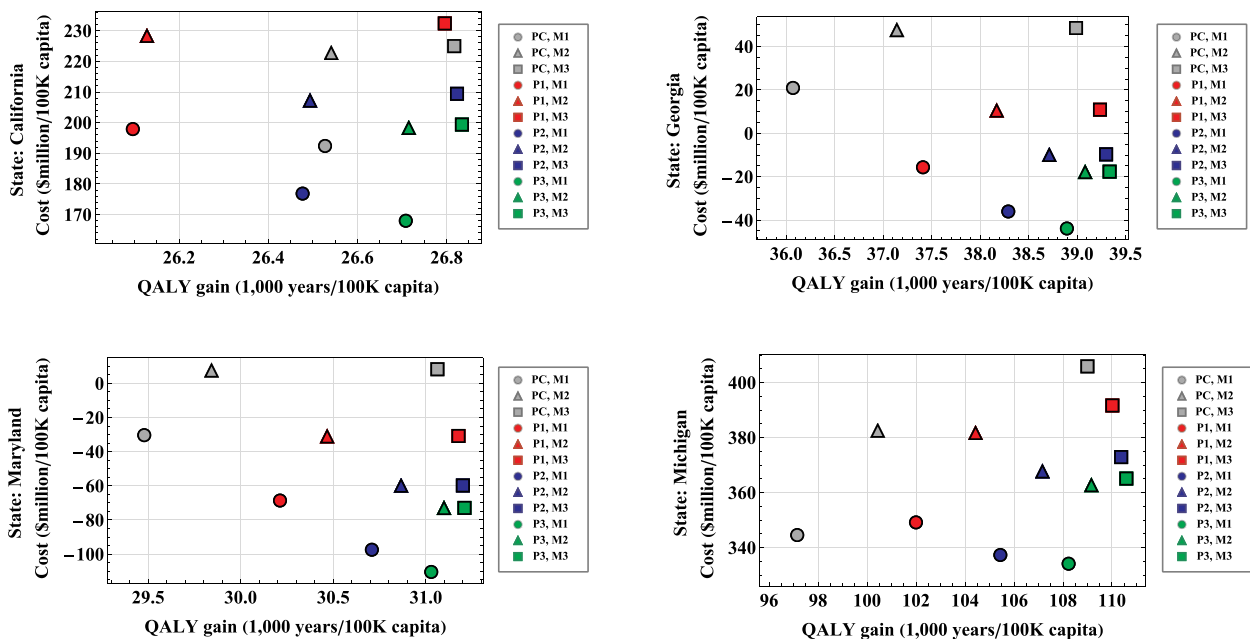 State: California
Cost ($million/100K capita)
230
220
210
200
190
180
170
26.2
26.4
26.6
26.8
QALY gain (1,000 years/100K capita)
PC, M1
PC, M2
PC, M3
P1, M1
P1, M2
P1, M3
P2, M1
P2, M2
P2, M3
P3, M1
P3, M2
P3, M3
State: Georgia
Cost ($million/100K capita)
40
20
0
−20
−40
36.0
36.5
37.0
37.5
38.0
38.5
39.0
39.5
QALY gain (1,000 years/100K capita)
PC, M1
PC, M2
PC, M3
P1, M1
P1, M2
P1, M3
P2, M1
P2, M2
P2, M3
P3, M1
P3, M2
P3, M3
State: Maryland
Cost ($million/100K capita)
0
−20
−40
−60
−80
−100
29.5
30.0
30.5
31.0
QALY gain (1,000 years/100K capita)
PC, M1
PC, M2
PC, M3
P1, M1
P1, M2
P1, M3
P2, M1
P2, M2
P2, M3
P3, M1
P3, M2
P3, M3
State: Michigan
Cost ($million/100K capita)
400
380
360
340
96
98
100
102
104
106
108
110
QALY gain (1,000 years/100K capita)
PC, M1
PC, M2
PC, M3
P1, M1
P1, M2
P1, M3
P2, M1
P2, M2
P2, M3
P3, M1
P3, M2
P3, M3